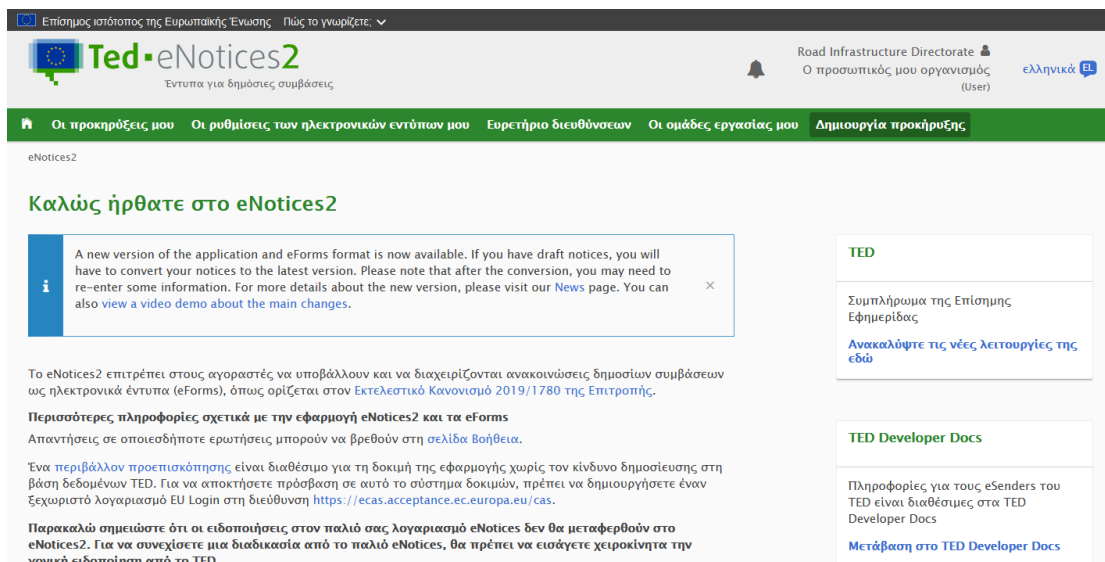 Επίσημος ιστότοπος της Ευρωπαϊκής Ένωσης Πώς το γνωρίζετε;
Ted eNotices2
Έντυπα για δημόσιες συμβάσεις
Road Infrastructure Directorate
Ο προσωπικός μου οργανισμός
(User)
ελληνικά EL
Οι προκηρύξεις μου Οι ρυθμίσεις των ηλεκτρονικών εντύπων μου Ευρετήριο διευθύνσεων Οι ομάδες εργασίας μου Δημιουργία προκήρυξης
eNotices2
Καλώς ήρθατε στο eNotices2
A new version of the application and eForms format is now available. If you have draft notices, you will
have to convert your notices to the latest version. Please note that after the conversion, you may need to
re-enter some information. For more details about the new version, please visit our News page. You can
also view a video demo about the main changes.
Το eNotices2 επιτρέπει στους αγοραστές να υποβάλλουν και να διαχειρίζονται ανακοινώσεις δημοσίων συμβάσεων
ως ηλεκτρονικά έντυπα (eForms), όπως ορίζεται στον Εκτελεστικό Κανονισμό 2019/1780 της Επιτροπής.
Περισσότερες πληροφορίες σχετικά με την εφαρμογή eNotices2 και τα eForms
Απαντήσεις σε οποιεσδήποτε ερωτήσεις μπορούν να βρεθούν στη σελίδα Βοήθεια.
Ένα περιβάλλον προεπισκόπησης είναι διαθέσιμο για τη δοκιμή της εφαρμογής χωρίς τον κίνδυνο δημοσίευσης στη
βάση δεδομένων TED. Για να αποκτήσετε πρόσβαση σε αυτό το σύστημα δοκιμών, πρέπει να δημιουργήσετε έναν
ξεχωριστό λογαριασμό EU Login στη διεύθυνση https://ecas.acceptance.ec.europa.eu/cas.
Παρακαλώ σημειώστε ότι οι ειδοποιήσεις στον παλιό σας λογαριασμό eNotices δεν θα μεταφερθούν στο
eNotices2. Για να συνεχίσετε μια διαδικασία από το παλιό eNotices, θα πρέπει να εισάγετε χειροκίνητα την
γονική ειδοποίηση από το TED
TED
Συμπλήρωμα της Επίσημης
Εφημερίδας
Ανακαλύψτε τις νέες λειτουργίες της
εδώ
TED Developer Docs
Πληροφορίες για τους eSenders του
TED είναι διαθέσιμες στα TED
Developer Docs
Μετάβαση στο TED Developer Docs